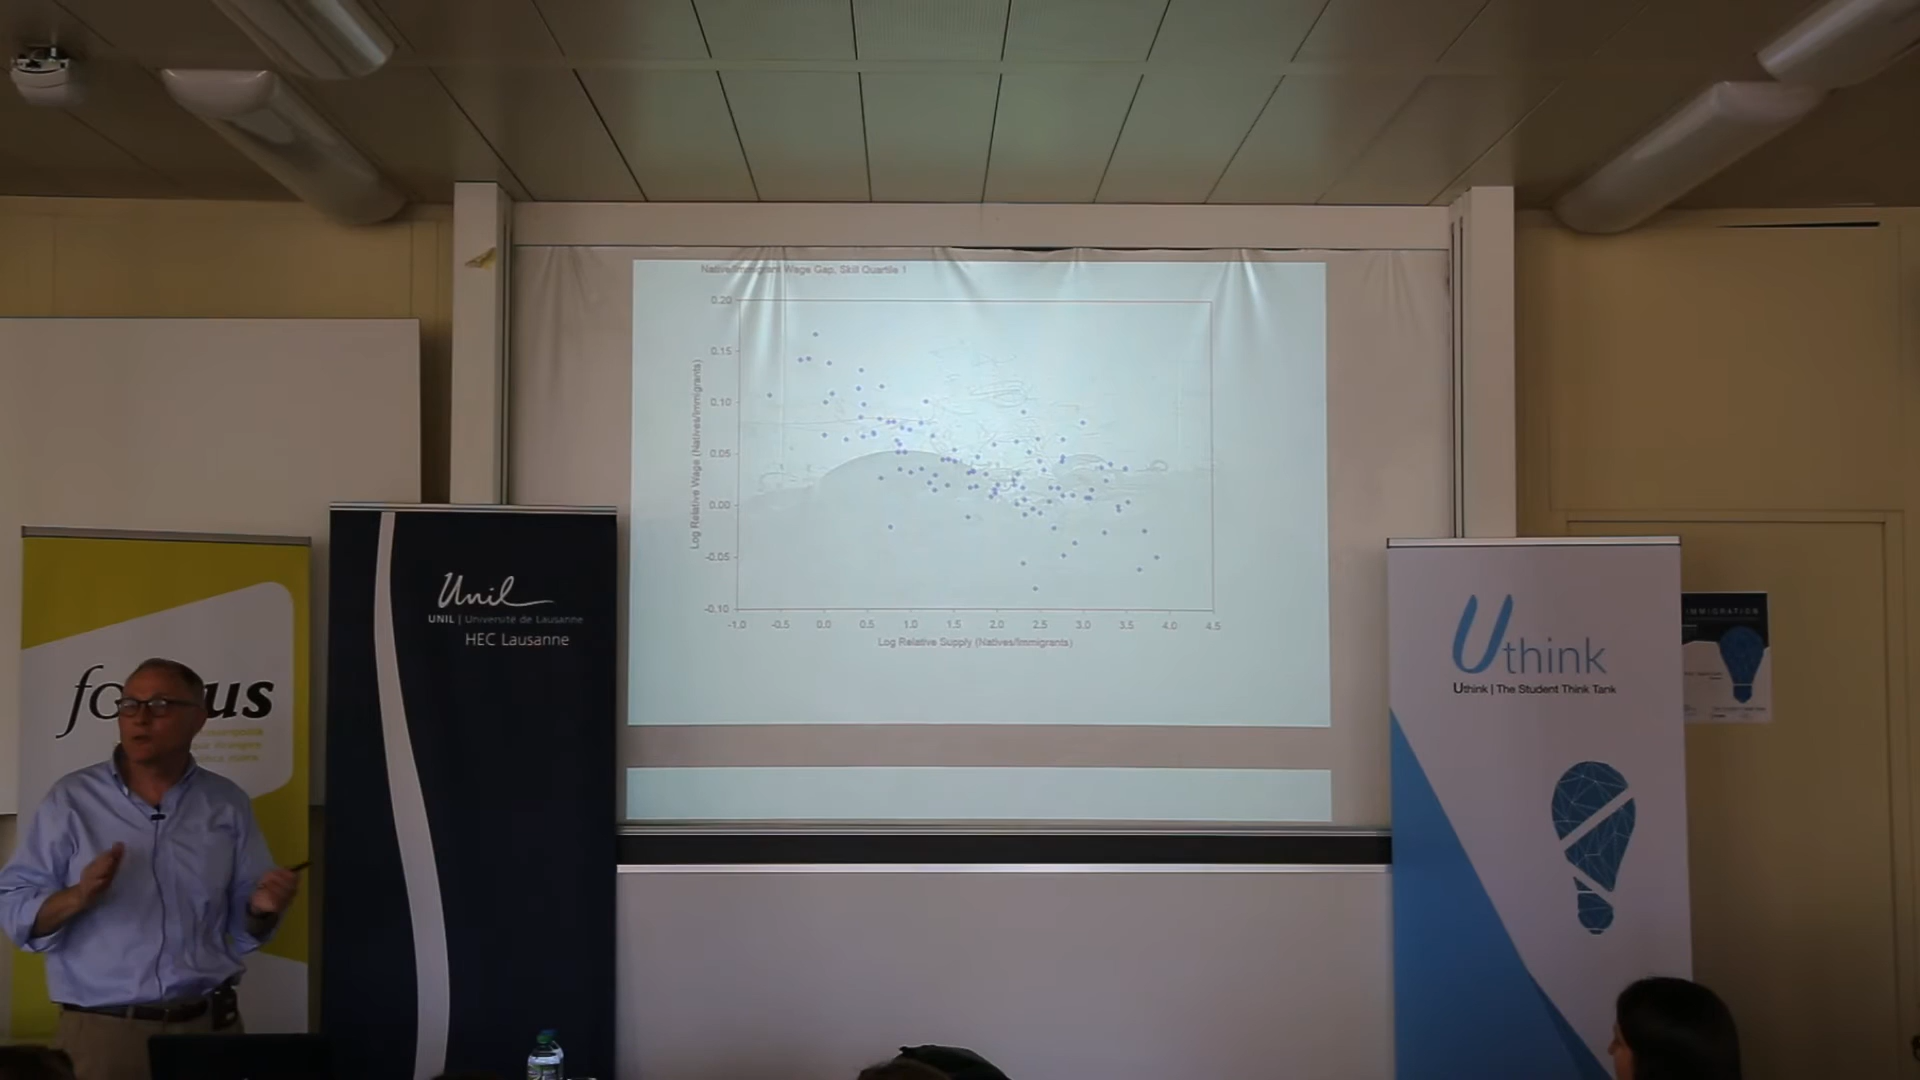 Native/Immigrant Wage Gap, Skill Quartile 1
0.20
0.15
0.10
0.05
0.00
-0.05
-0.10
Log Relative Wage (Natives/Immigrants)
-1.0 -0.5 0.0 0.5 1.0 1.5 2.0 2.5 3.0 3.5 4.0 4.5
Log Relative Supply (Natives/Immigrants)
Unil
UNIL | Université de Lausanne
HEC Lausanne
Uthink
Uthink | The Student Think Tank
IMMIGRATION